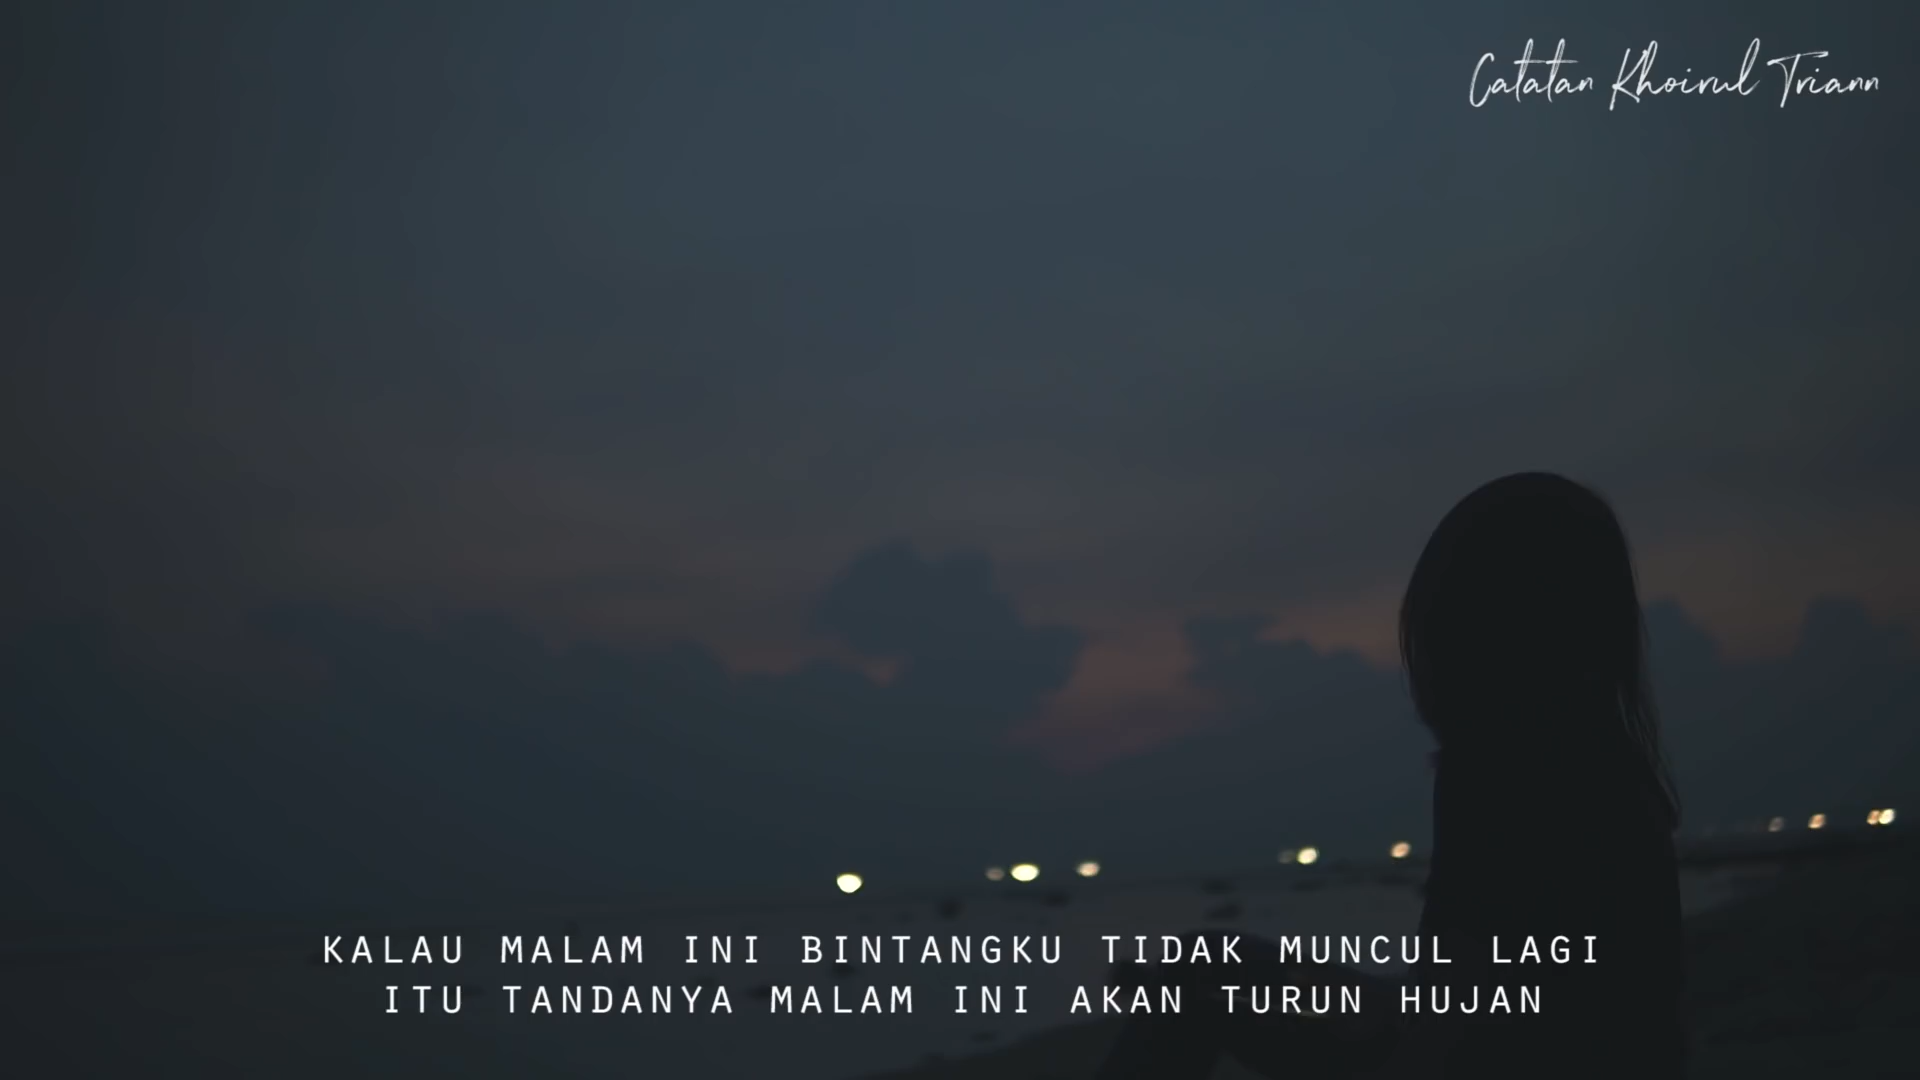 Catatan Khoirul Triann
KALAU MALAM INI BINTANGKU TIDAK MUNCUL LAGI
ITU TANDANYA MALAM INI AKAN TURUN HUJAN